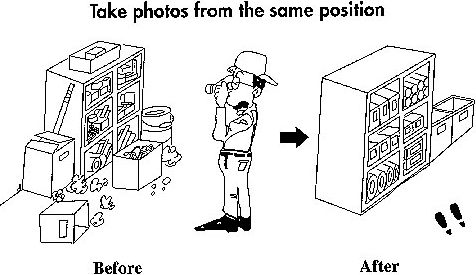 Take photos from the same position
Before
After